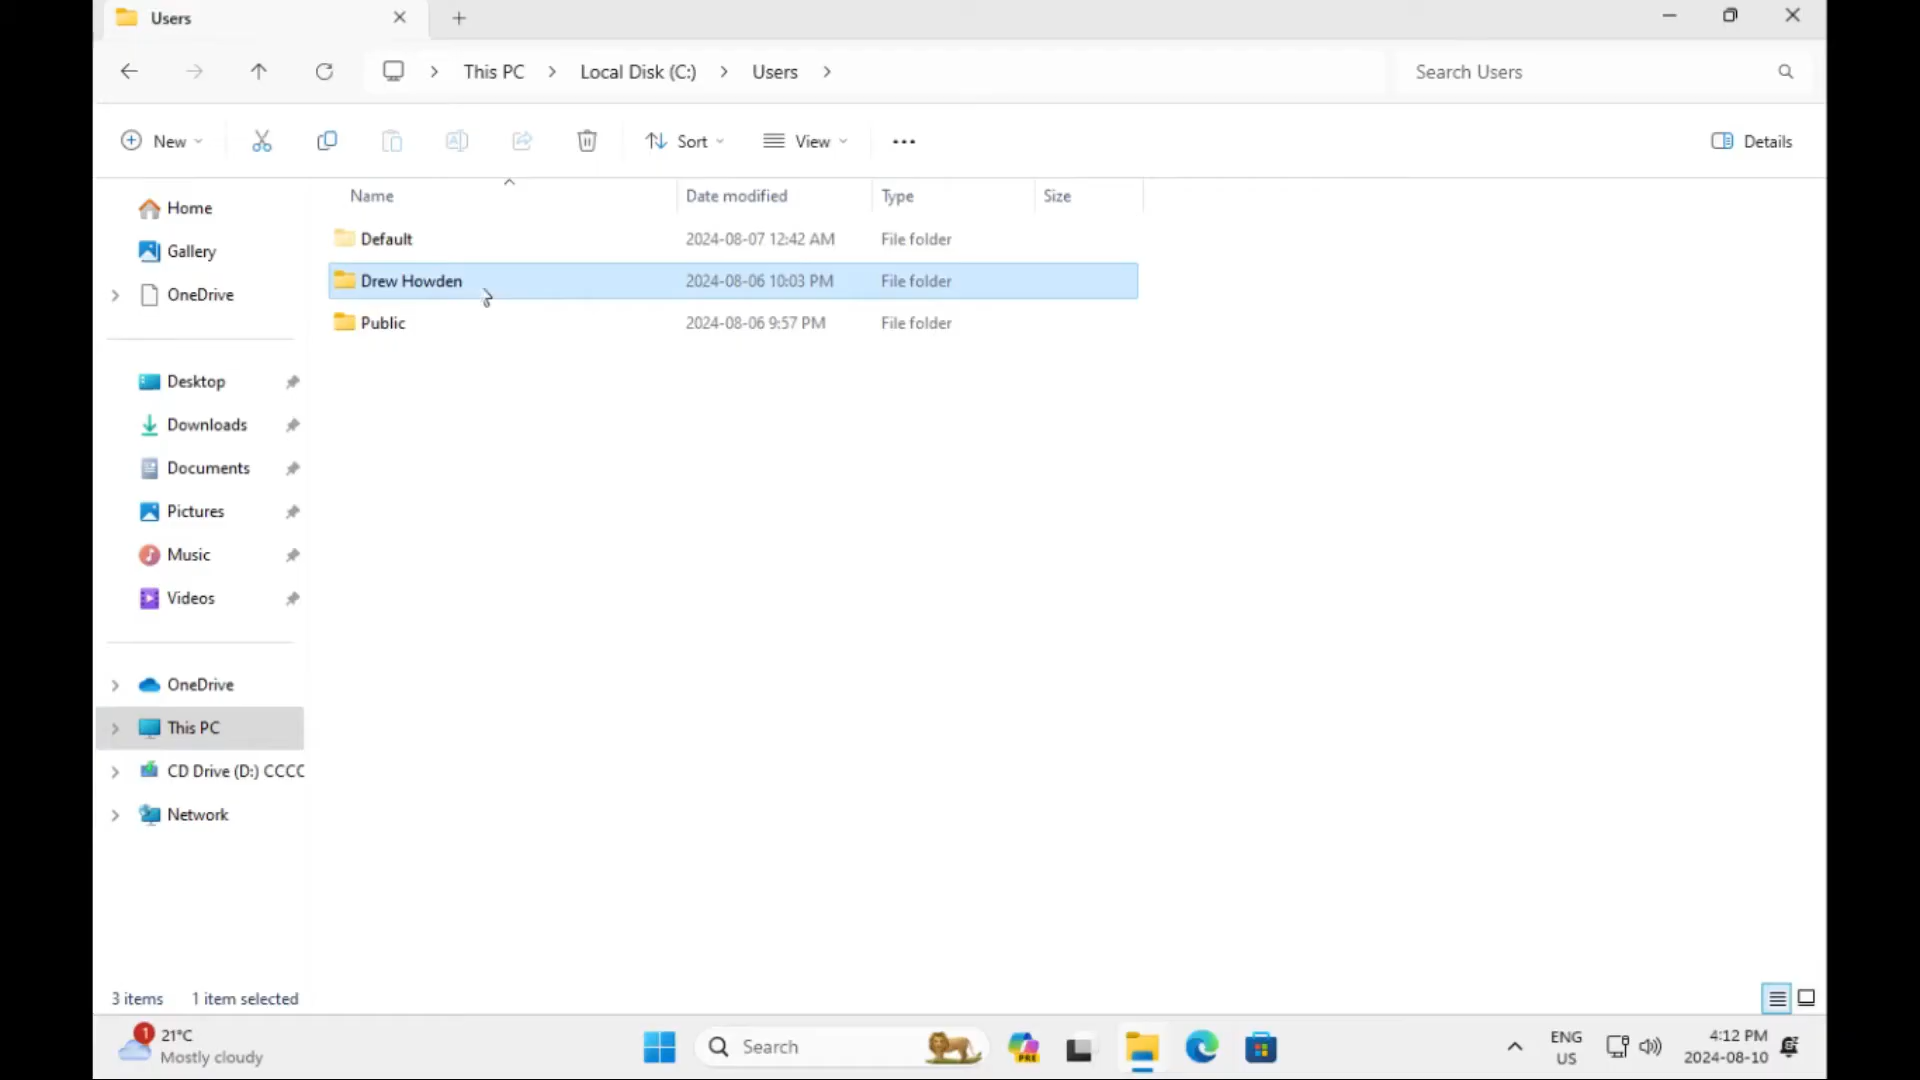 Users
This PC Local Disk (C:) Users
Search Users
New
Sort
View
Details
Name Date modified Type Size
Default 2024-08-07 12:42 AM File folder
Drew Howden 2024-08-06 10:03 PM File folder
Public 2024-08-06 9:57 PM File folder
Home
Gallery
OneDrive
Desktop
Downloads
Documents
Pictures
Music
Videos
OneDrive
This PC
CD Drive (D:) CCCC
Network
3 items 1 item selected
1
21°C
Mostly cloudy
Search
PRE
ENG
US
4:12 PM
2024-08-10